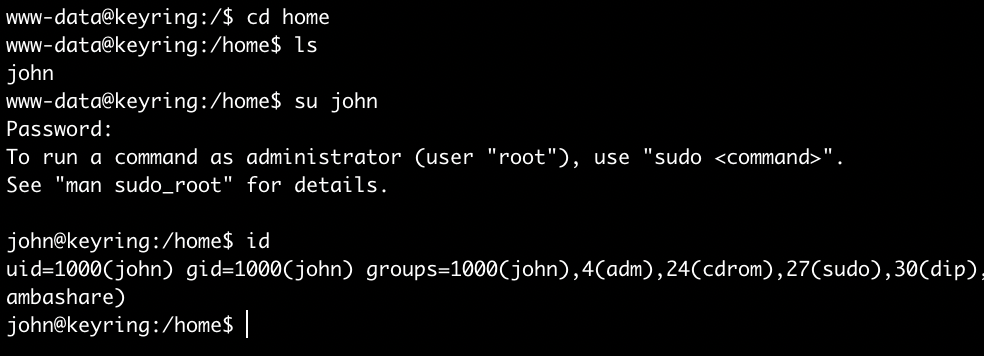 www-data@keyring:/$ cd home
www-data@keyring:/home$ ls
john
www-data@keyring:/home$ su john
Password:
To run a command as administrator (user "root"), use "sudo <command>".
See "man sudo_root" for details.
john@keyring:/home$ id
uid=1000(john) gid=1000(john) groups=1000(john),4(adm),24(cdrom),27(sudo),30(dip),
ambashare)
john@keyring:/home$